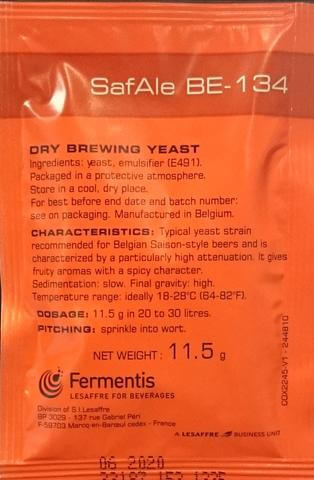 SafAle BE-134
DRY BREWING YEAST
Ingredients: yeast, emulsifier (E491).
Packaged in a protective atmosphere.
Store in a cool, dry place.
For best before end date and batch number:
see on packaging. Manufactured in Belgium.
CHARACTERISTICS: Typical yeast strain
recommended for Belgian Saison-style beers and is
characterized by a particularly high attenuation. It gives
fruity aromas with a spicy character.
Sedimentation: slow. Final gravity: high.
Temperature range: ideally 18-28°C (64-82°F).
DOSAGE: 11.5 g in 20 to 30 litres.
PITCHING: sprinkle into wort.
NET WEIGHT: 11.5 g
COX2245-V1 - 244810
Fermentis
LESAFFRE FOR BEVERAGES
Division of S.I.Lesaffre
BP 3029 - 137 rue Gabriel Péri
F-59703 Marcq-en-Barœul cedex - France
A LESAFFRE BUSINESS UNIT
06 2020